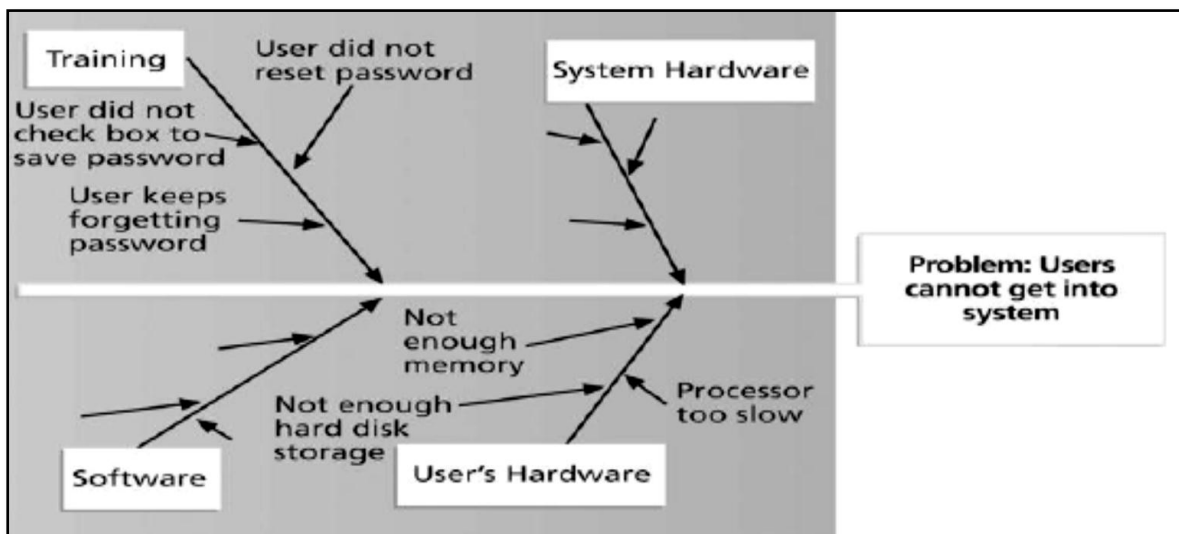 Training
User did not
reset password
System Hardware
User did not
check box to
save password
User keeps
forgetting
password
Problem: Users
cannot get into
system
Not
enough
memory
Not enough
hard disk
storage
Processor
too slow
Software
User's Hardware